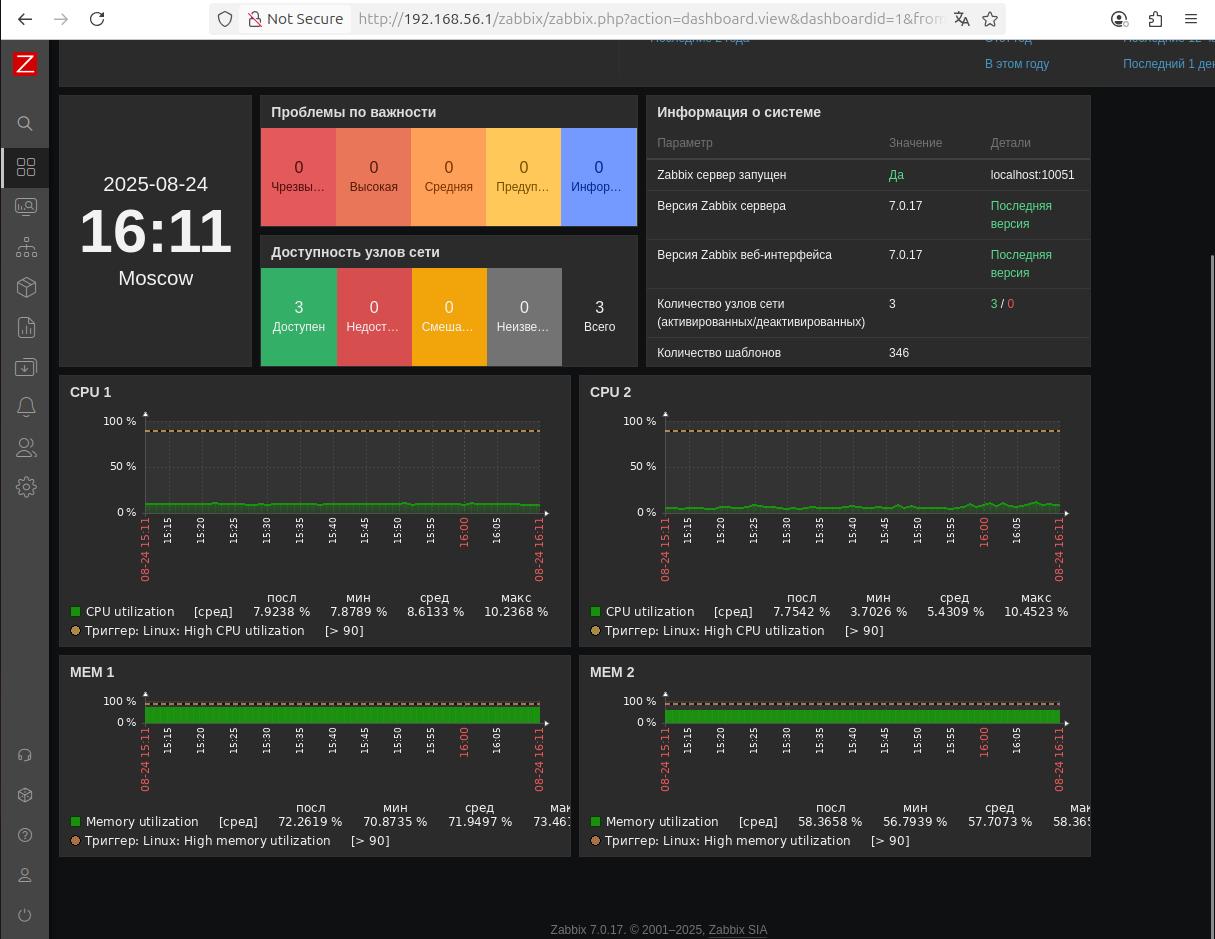 Not Secure http://192.168.56.1/zabbix/zabbix.php?action=dashboard.view&dashboardid=1&from
В этом году Последний 1 ден
2025-08-24
16:11
Moscow
Проблемы по важности
0 0 0 0 0
Чрезвы… Высокая Средняя Предуп… Инфор…
Доступность узлов сети
3 0 0 0 3
Доступен Недост… Смеша… Неизве… Всего
Информация о системе
Параметр Значение Детали
Zabbix сервер запущен Да localhost:10051
Версия Zabbix сервера 7.0.17 Последняя
версия
Версия Zabbix веб-интерфейса 7.0.17 Последняя
версия
Количество узлов сети 3 3 / 0
(активированных/деактивированных)
Количество шаблонов 346
CPU 1
100 %
50 %
0 %
08-24 15:11 15:15 15:20 15:25 15:30 15:35 15:40 15:45 15:50 15:55 16:00 16:05 08-24 16:11
посл мин сред макс
CPU utilization [сред] 7.9238 % 7.8789 % 8.6133 % 10.2368 %
Триггер: Linux: High CPU utilization [> 90]
CPU 2
100 %
50 %
0 %
08-24 15:11 15:15 15:20 15:25 15:30 15:35 15:40 15:45 15:50 15:55 16:00 16:05 08-24 16:11
посл мин сред макс
CPU utilization [сред] 7.7542 % 3.7026 % 5.4309 % 10.4523 %
Триггер: Linux: High CPU utilization [> 90]
MEM 1
100 %
0 %
08-24 15:11 15:15 15:20 15:25 15:30 15:35 15:40 15:45 15:50 15:55 16:00 16:05 08-24 16:11
посл мин сред мак
Memory utilization [сред] 72.2619 % 70.8735 % 71.9497 % 73.461
Триггер: Linux: High memory utilization [> 90]
MEM 2
100 %
0 %
08-24 15:11 15:15 15:20 15:25 15:30 15:35 15:40 15:45 15:50 15:55 16:00 16:05 08-24 16:11
посл мин сред мак
Memory utilization [сред] 58.3658 % 56.7939 % 57.7073 % 58.365
Триггер: Linux: High memory utilization [> 90]
Zabbix 7.0.17. © 2001–2025, Zabbix SIA